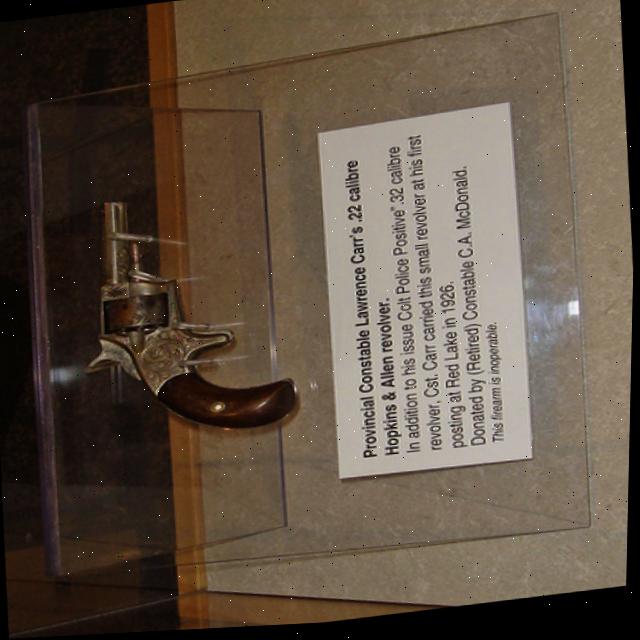 Provincial Constable Lawrence Carr's .22 calibre
Hopkins & Allen revolver.
In addition to his issue Colt Police Positive .32 calibre
revolver, Cst. Carr carried this small revolver at his first
posting at Red Lake in 1926.
Donated by (Retired) Constable C.A. McDonald.
This firearm is inoperable.